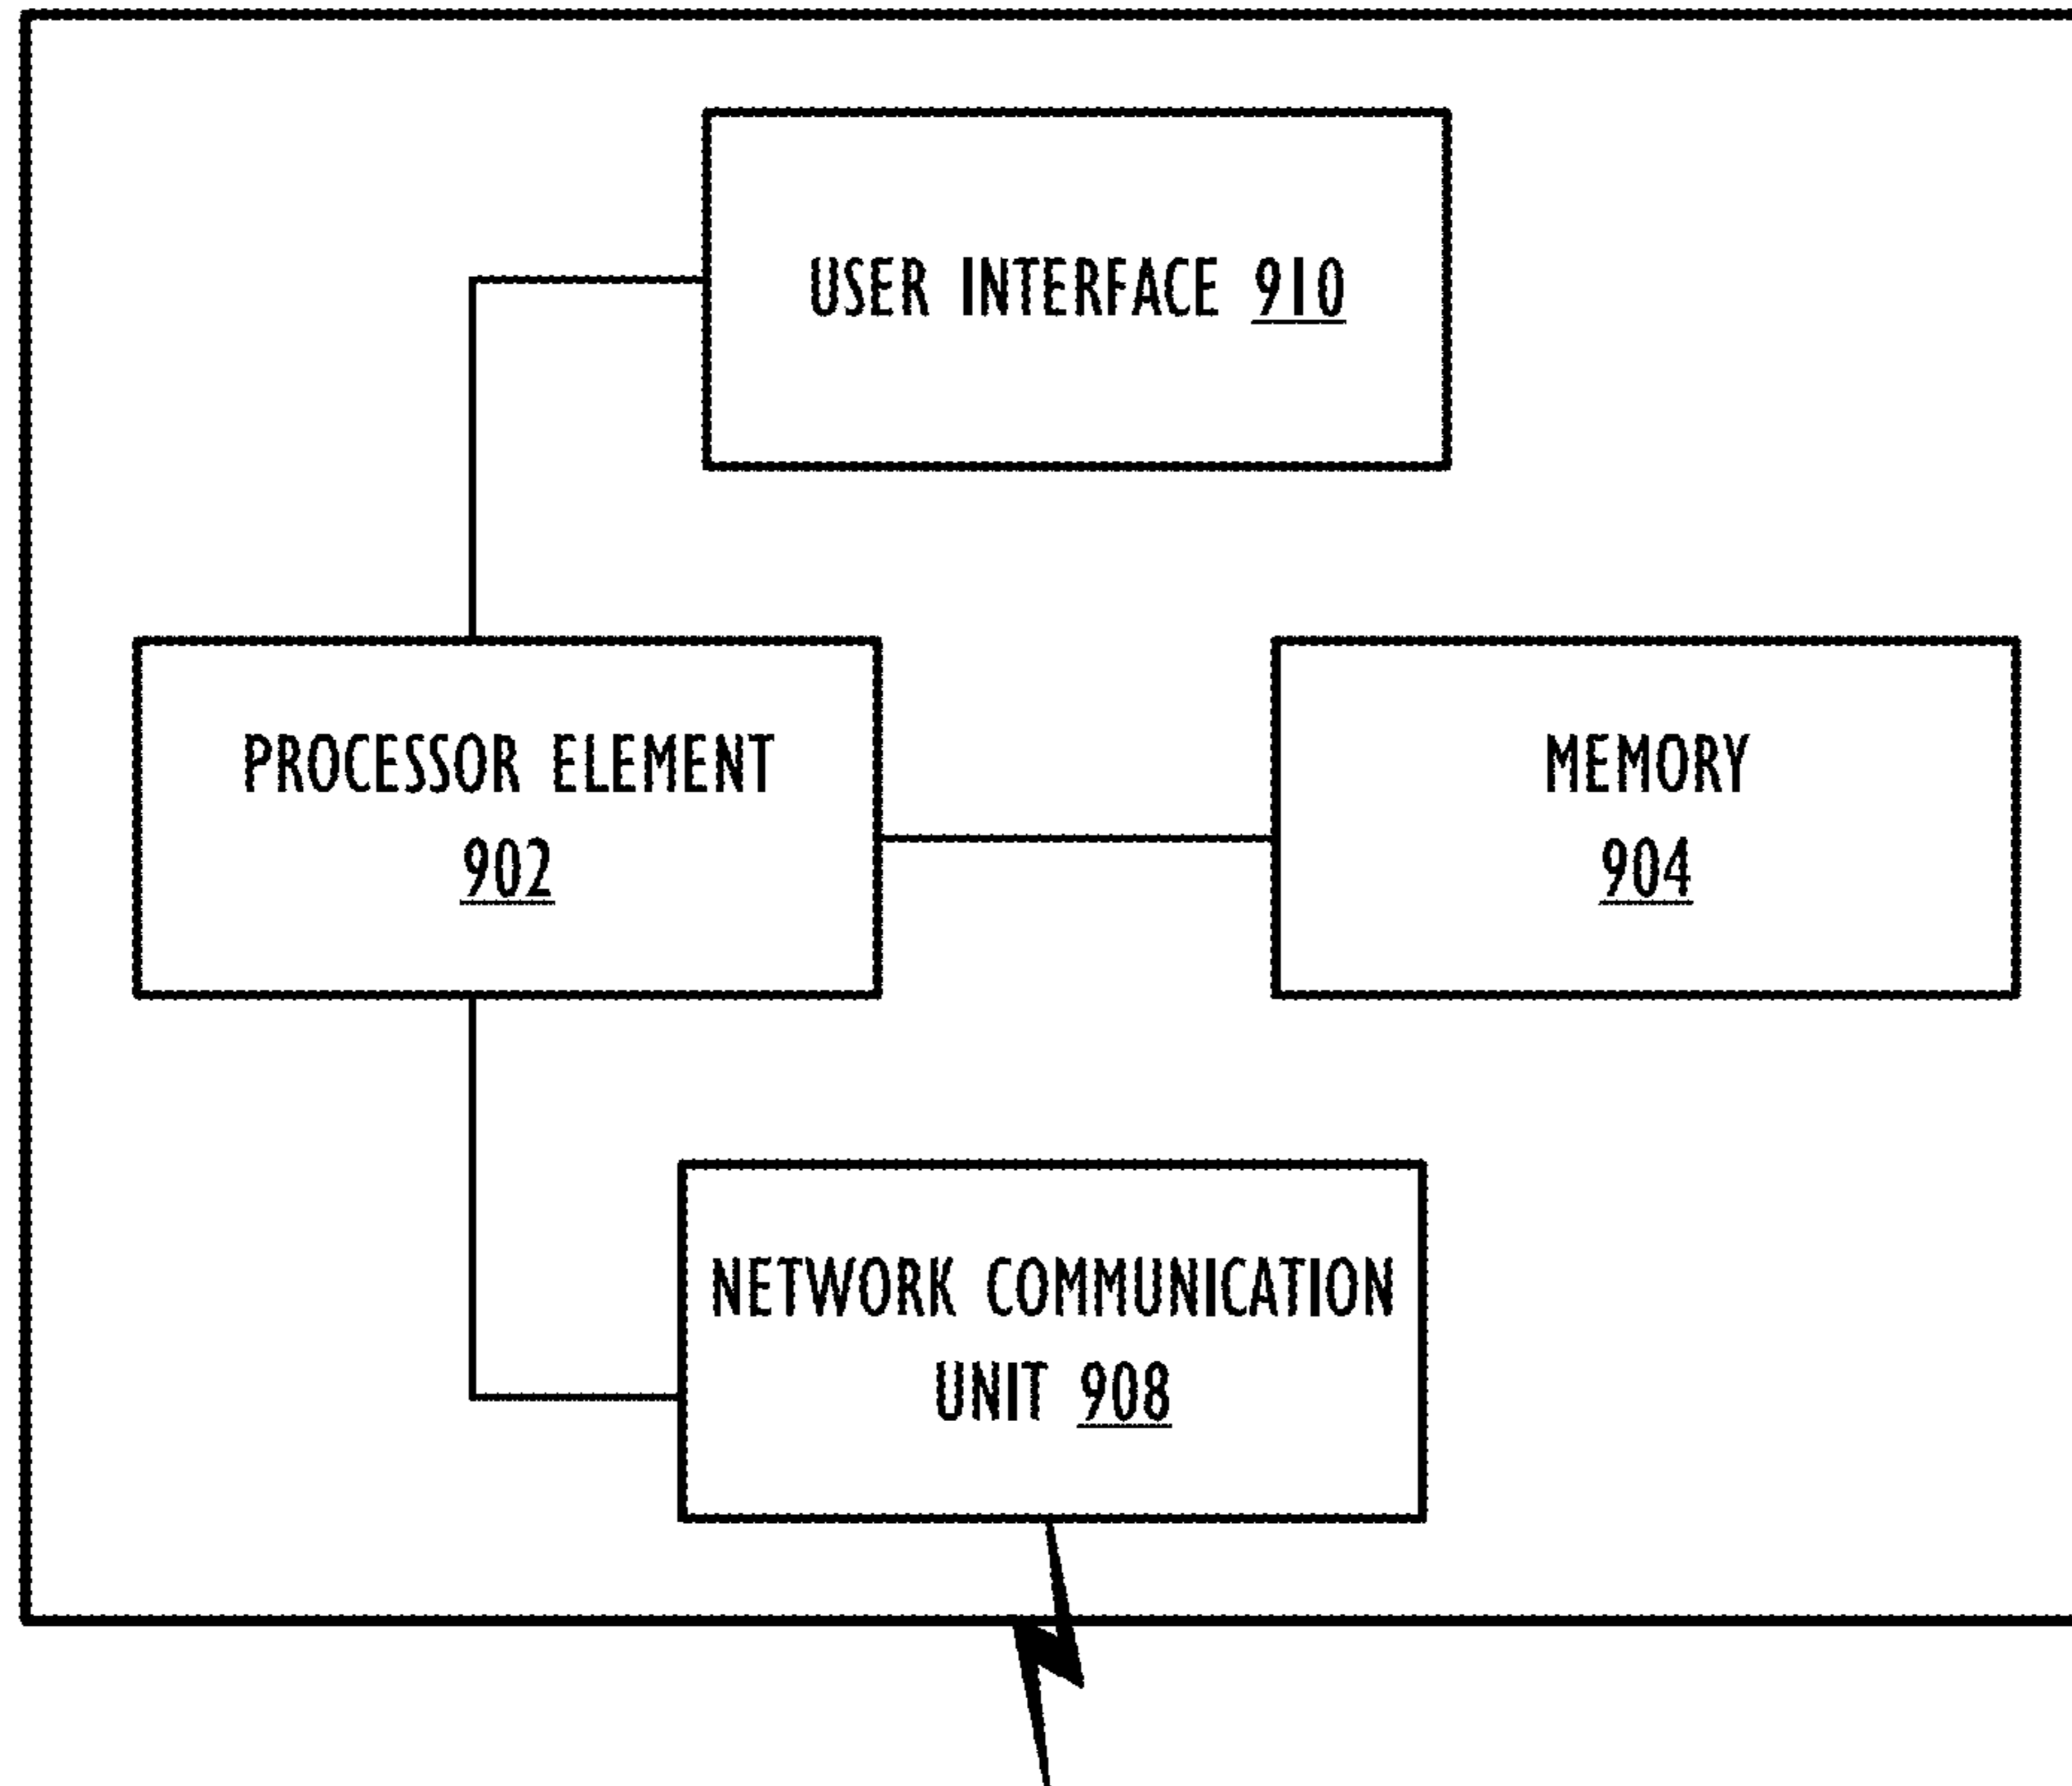 USER INTERFACE 910
PROCESSOR ELEMENT
902
MEMORY
904
NETWORK COMMUNICATION
UNIT 908